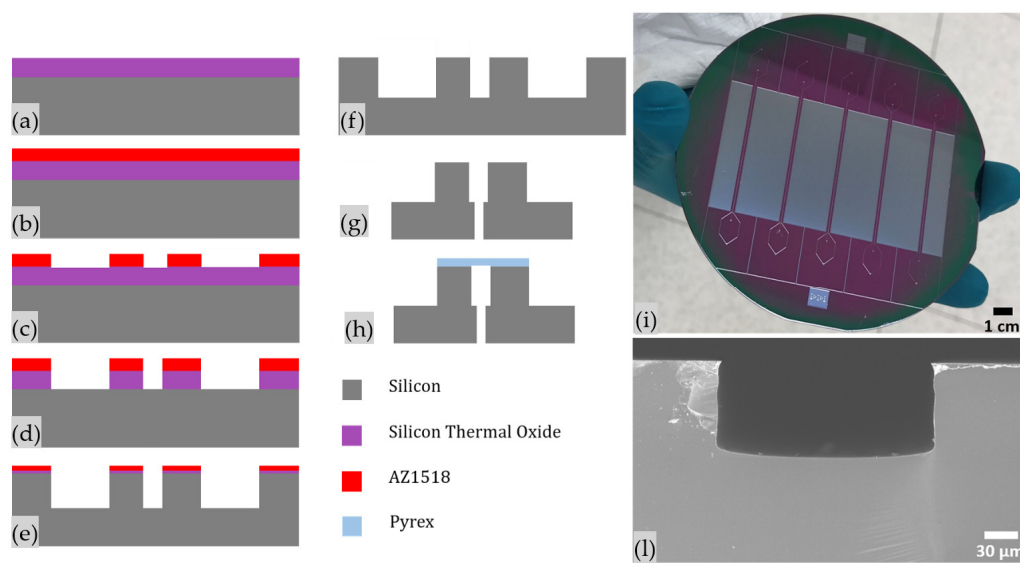 (a)
(b)
(c)
(d)
(e)
(f)
(g)
(h)
Silicon
Silicon Thermal Oxide
AZ1518
Pyrex
(i)
1 cm
(l)
30 µm